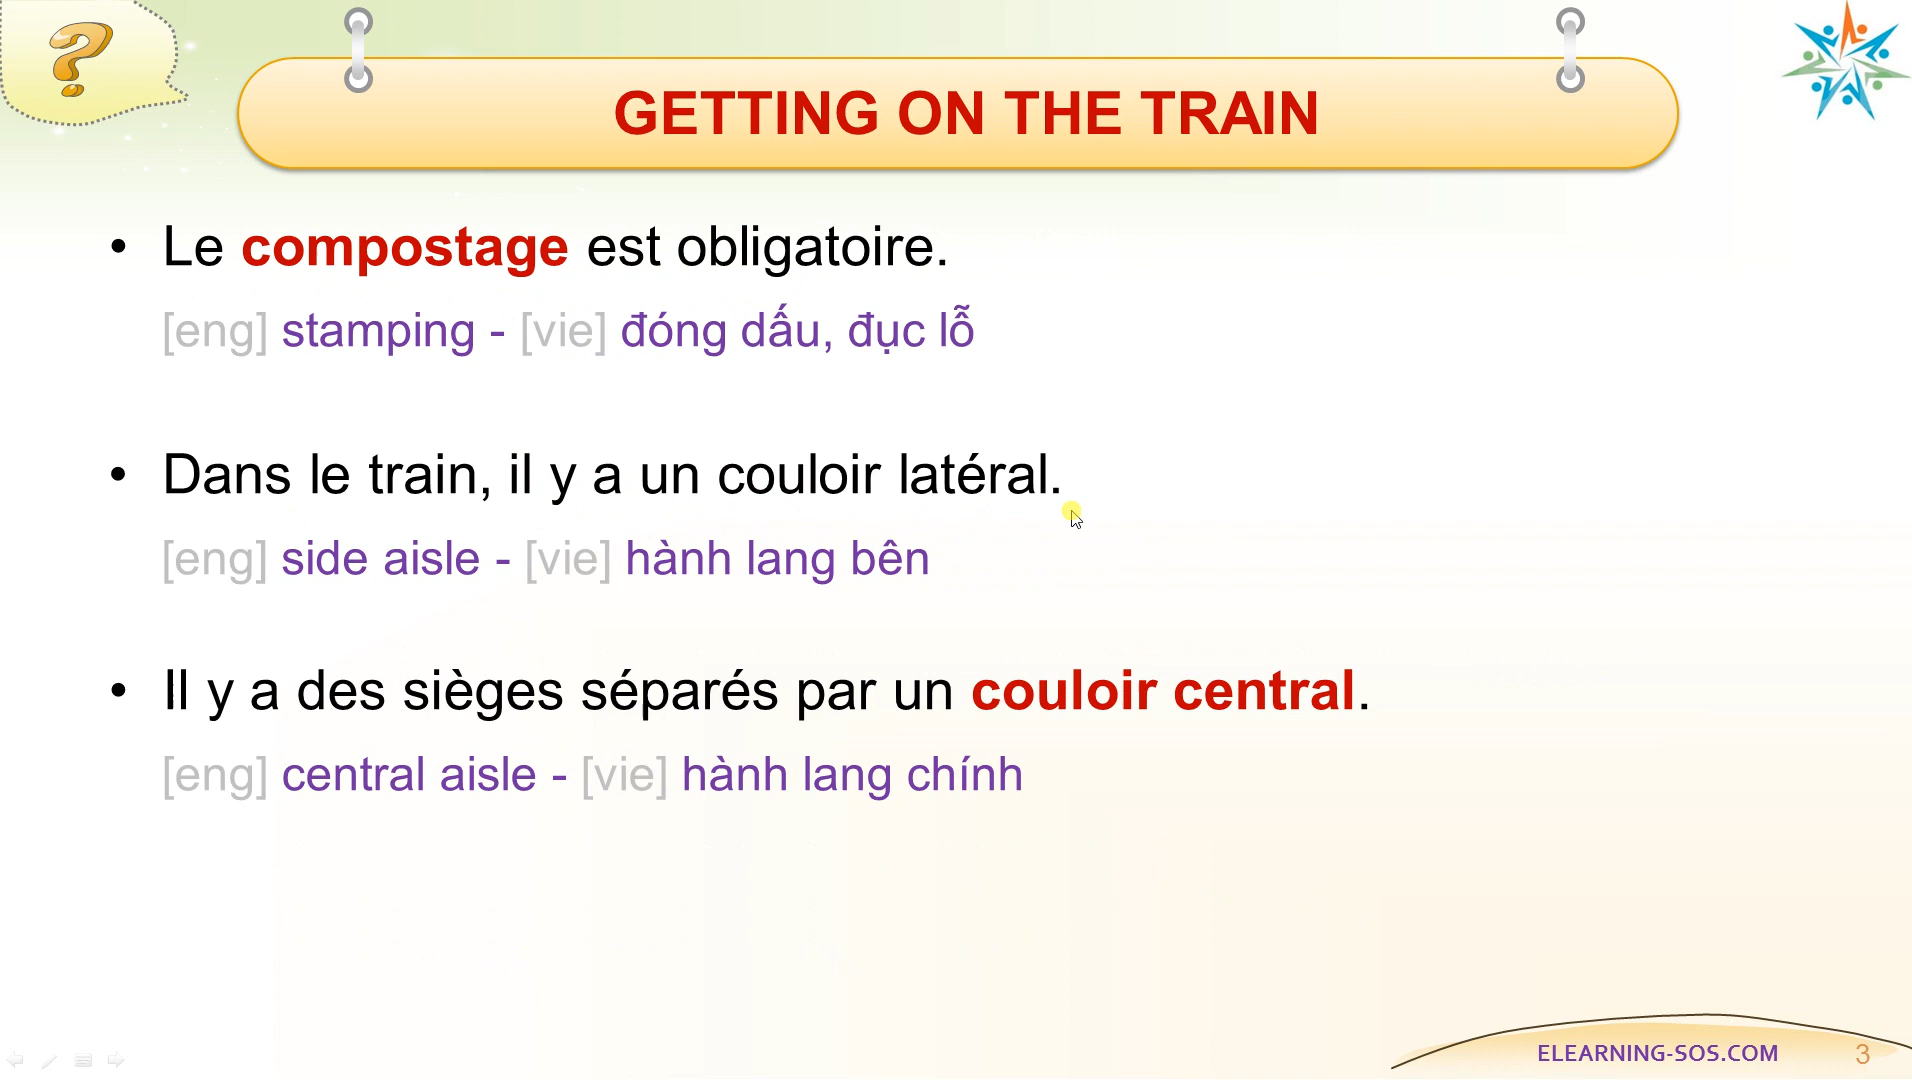 GETTING ON THE TRAIN
• Le compostage est obligatoire.
[eng] stamping - [vie] đóng dấu, đục lỗ
• Dans le train, il y a un couloir latéral.
[eng] side aisle - [vie] hành lang bên
• Il y a des sièges séparés par un couloir central.
[eng] central aisle - [vie] hành lang chính
ELEARNING-SOS.COM 3